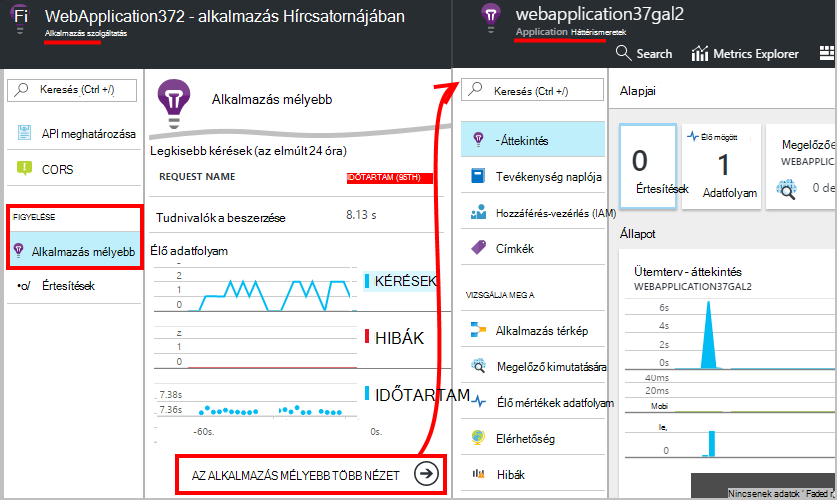 Fi WebApplication372 - alkalmazás Hírcsatornájában
Alkalmazás szolgáltatás
Keresés (Ctrl +/)
API meghatározása
CORS
FIGYELÉSE
Alkalmazás mélyebb
Értesítések
Alkalmazás mélyebb
Legkisebb kérések (az elmúlt 24 óra)
REQUEST NAME
IDŐTARTAM (95TH)
Tudnivalók a beszerzése
8.13 s
Élő adatfolyam
2
1
0
KÉRÉSEK
2
1
0
HIBÁK
7.38s
7.36s
IDŐTARTAM
-60s.
0s.
AZ ALKALMAZÁS MÉLYEBB TÖBB NÉZET
webapplication37gal2
Application Háttérismeretek
Search
Metrics Explorer
Keresés (Ctrl +/)
-Áttekintés
Tevékenység naplója
Hozzáférés-vezérlés (IAM)
Címkék
VIZSGÁLJA MEG A
Alkalmazás térkép
Megelőző kimutatására
Élő mértékek adatfolyam
Elérhetőség
Hibák
Alapjai
0
Értesítések
Élő mögött
1
Adatfolyam
Megelőző
WEBAPPLIC
0 de
Állapot
Ütemterv - áttekintés
WEBAPPLICATION37GAL2
6s
4s
2s
0s
40ms
20ms
Mobi
Ie,
0
Nincsenek adatok ' Faded r